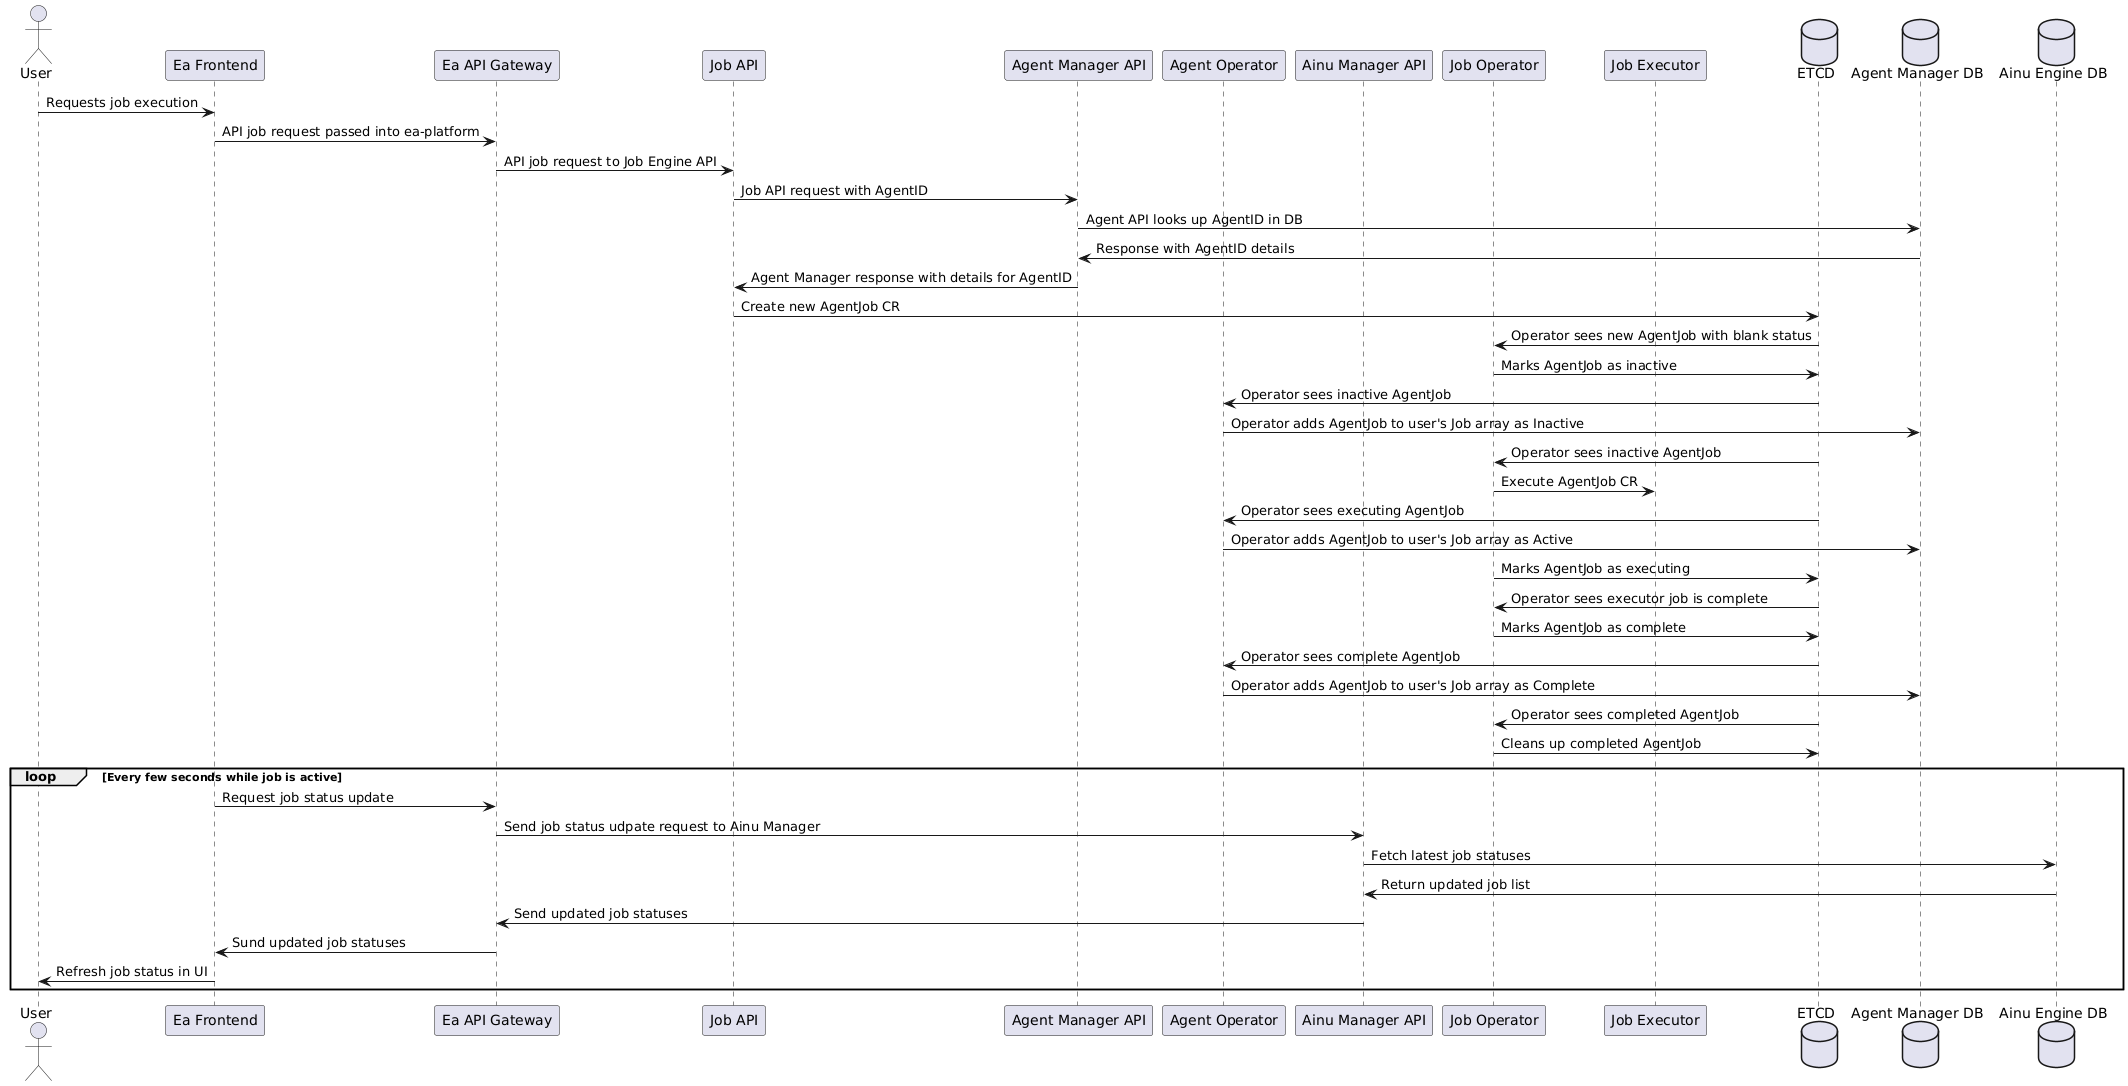 User
Ea Frontend
Ea API Gateway
Job API
Agent Manager API
Agent Operator
Ainu Manager API
Job Operator
Job Executor
ETCD
Agent Manager DB
Ainu Engine DB
Requests job execution
API job request passed into ea-platform
API job request to Job Engine API
Job API request with AgentID
Agent API looks up AgentID in DB
Response with AgentID details
Agent Manager response with details for AgentID
Create new AgentJob CR
Operator sees new AgentJob with blank status
Marks AgentJob as inactive
Operator sees inactive AgentJob
Operator adds AgentJob to user's Job array as Inactive
Operator sees inactive AgentJob
Execute AgentJob CR
Operator sees executing AgentJob
Operator adds AgentJob to user's Job array as Active
Marks AgentJob as executing
Operator sees executor job is complete
Marks AgentJob as complete
Operator sees complete AgentJob
Operator adds AgentJob to user's Job array as Complete
Operator sees completed AgentJob
Cleans up completed AgentJob
loop [Every few seconds while job is active]
Request job status update
Send job status udpate request to Ainu Manager
Fetch latest job statuses
Return updated job list
Send updated job statuses
Sund updated job statuses
Refresh job status in UI
User
Ea Frontend
Ea API Gateway
Job API
Agent Manager API
Agent Operator
Ainu Manager API
Job Operator
Job Executor
ETCD
Agent Manager DB
Ainu Engine DB